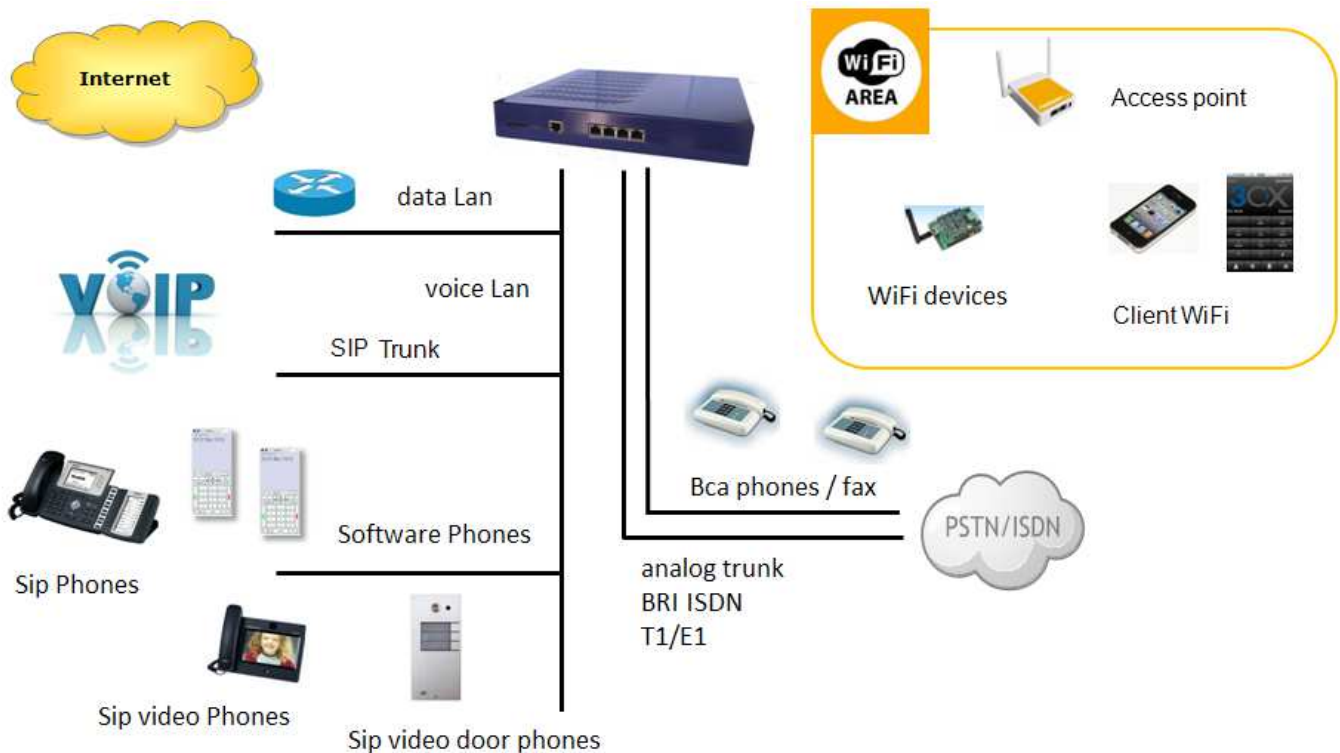 Internet
WiFi
AREA
Access point
data Lan
3CX
VOIP
voice Lan
WiFi devices
Client WiFi
SIP Trunk
Bca phones / fax
PSTN/ISDN
Software Phones
Sip Phones
analog trunk
BRI ISDN
T1/E1
Sip video Phones
Sip video door phones